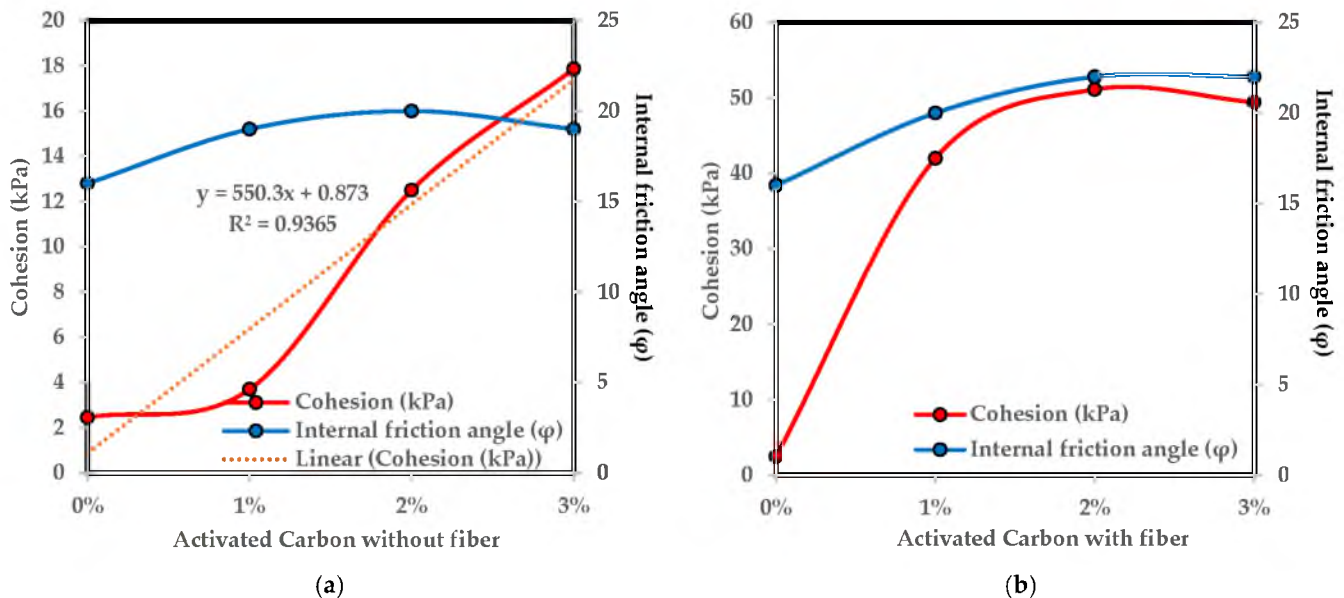 20
18
16
14
12
10
8
6
4
2
0
Cohesion (kPa)
25
20
15
10
5
0
Internal friction angle (φ)
y = 550.3x + 0.873
R² = 0.9365
Cohesion (kPa)
Internal friction angle (φ)
Linear (Cohesion (kPa))
0% 1% 2% 3%
Activated Carbon without fiber
(a)
60
50
40
30
20
10
0
Cohesion (kPa)
25
20
15
10
5
0
Internal friction angle (φ)
Cohesion (kPa)
Internal friction angle (φ)
0% 1% 2% 3%
Activated Carbon with fiber
(b)